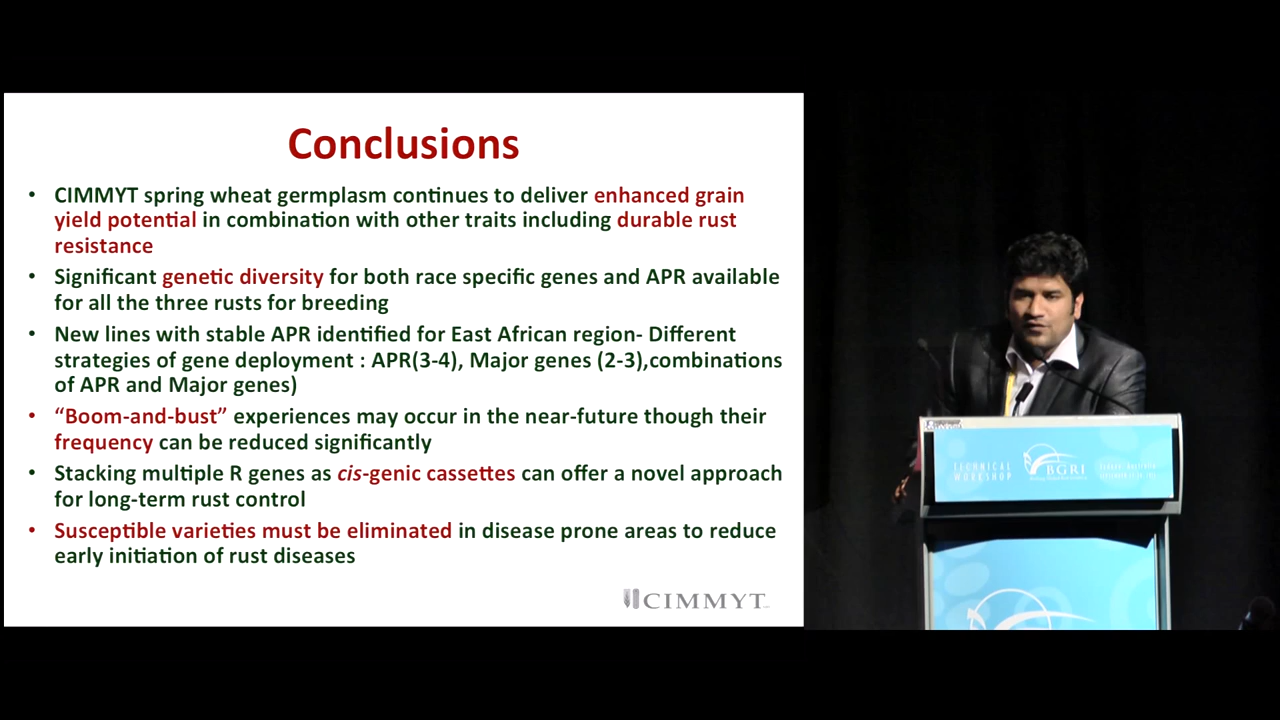 Conclusions
• CIMMYT spring wheat germplasm continues to deliver enhanced grain
yield potential in combination with other traits including durable rust
resistance
• Significant genetic diversity for both race specific genes and APR available
for all the three rusts for breeding
• New lines with stable APR identified for East African region- Different
strategies of gene deployment : APR(3-4), Major genes (2-3),combinations
of APR and Major genes)
• “Boom-and-bust” experiences may occur in the near-future though their
frequency can be reduced significantly
• Stacking multiple R genes as cis-genic cassettes can offer a novel approach
for long-term rust control
• Susceptible varieties must be eliminated in disease prone areas to reduce
early initiation of rust diseases
CIMMYT
TECHNICAL
WORKSHOP
BGRI